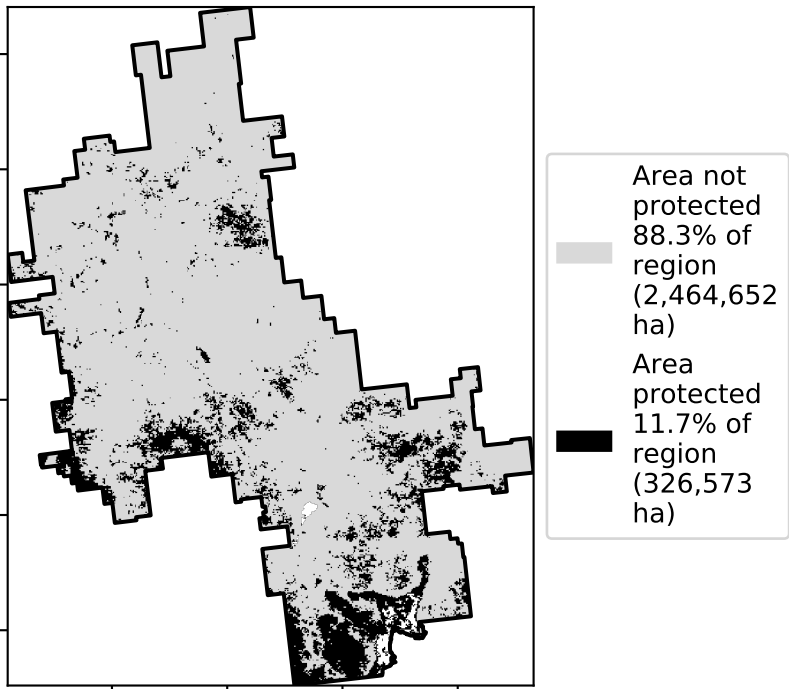 Area not
protected
88.3% of
region
(2,464,652
ha)
Area
protected
11.7% of
region
(326,573
ha)